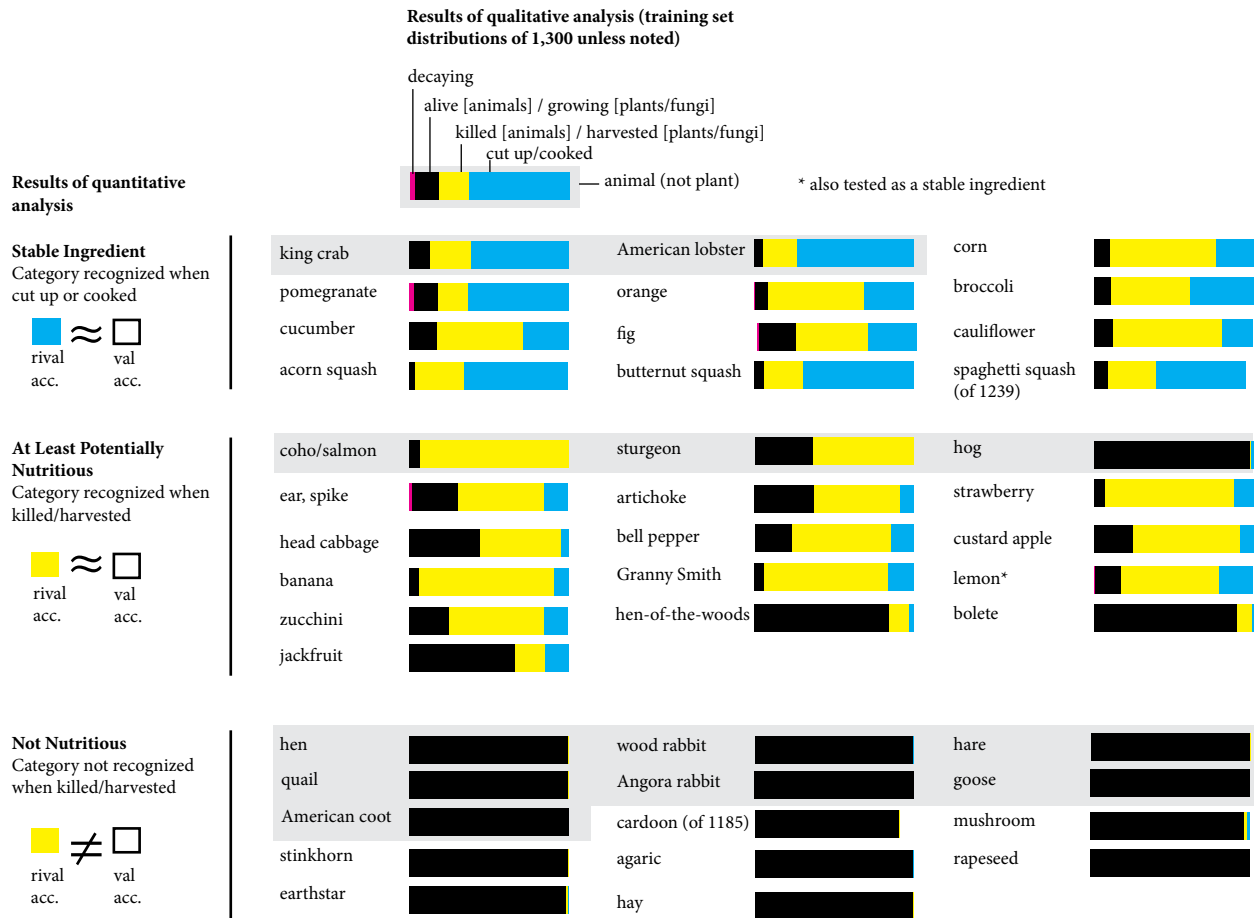 Results of qualitative analysis (training set
distributions of 1,300 unless noted)
decaying
alive [animals] / growing [plants/fungi]
killed [animals] / harvested [plants/fungi]
cut up/cooked
animal (not plant)
* also tested as a stable ingredient
Results of quantitative
analysis
Stable Ingredient
Category recognized when
cut up or cooked
≈
rival
acc.
val
acc.
king crab
American lobster
corn
pomegranate
orange
broccoli
cucumber
fig
cauliflower
acorn squash
butternut squash
spaghetti squash
(of 1239)
At Least Potentially
Nutritious
Category recognized when
killed/harvested
≈
rival
acc.
val
acc.
coho/salmon
sturgeon
hog
ear, spike
artichoke
strawberry
head cabbage
bell pepper
custard apple
banana
Granny Smith
lemon*
zucchini
hen-of-the-woods
bolete
jackfruit
Not Nutritious
Category not recognized
when killed/harvested
≠
rival
acc.
val
acc.
hen
wood rabbit
hare
quail
Angora rabbit
goose
American coot
cardoon (of 1185)
mushroom
stinkhorn
agaric
rapeseed
earthstar
hay